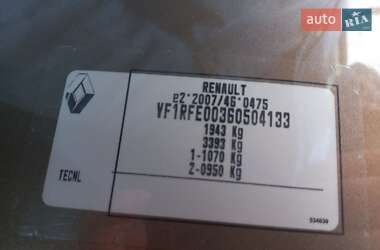 auto RIA
RENAULT
e2*2007/46*0475
VF1RFE00360504133
1943 Kg
3393 Kg
1-1070 Kg
2-0950 Kg
TECNL
534030